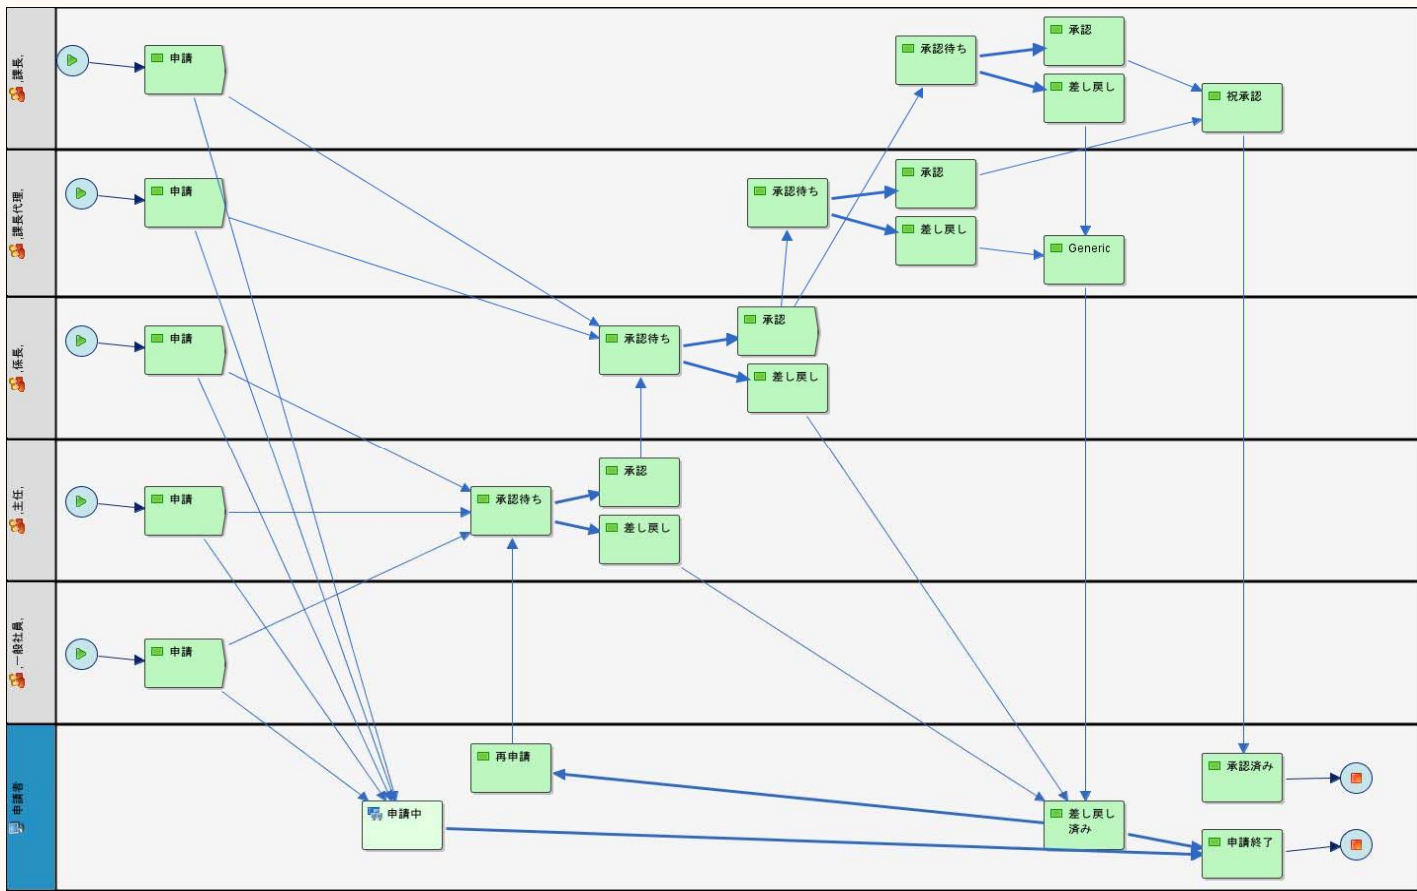 ,課長,
申請
承認待ち
承認
差し戻し
祝承認
,課長代理,
申請
承認待ち
承認
差し戻し
Generic
,係長,
申請
承認待ち
承認
差し戻し
,主任,
申請
承認待ち
承認
差し戻し
,一般社員,
申請
申請者
再申請
申請中
差し戻し
済み
承認済み
申請終了